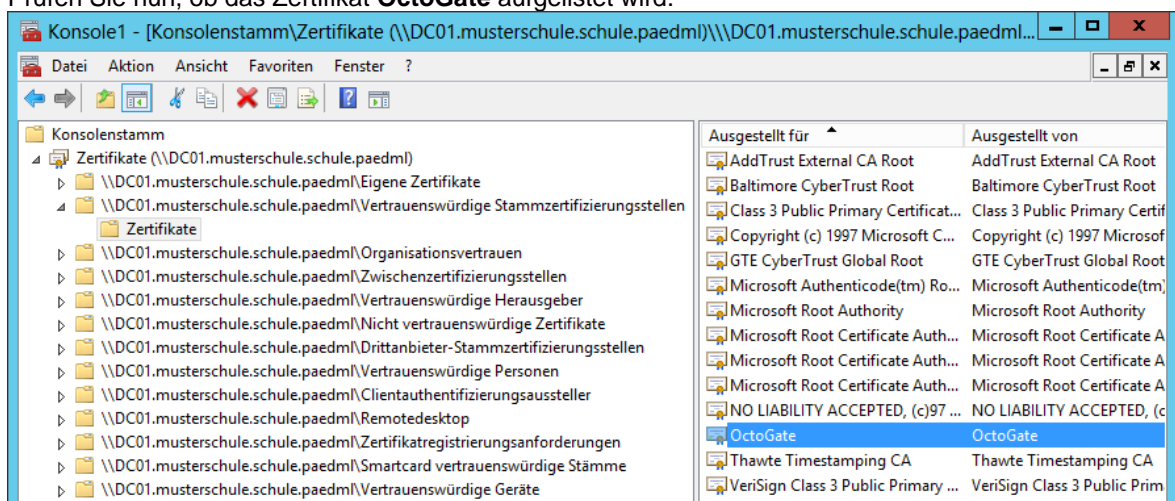 Prüfen Sie nun, ob das Zertifikat OctoGate aufgelistet wird.
Konsole1 - [Konsolenstamm\Zertifikate (\\DC01.musterschule.schule.paedml)\\\DC01.musterschule.schule.paedml...
Datei Aktion Ansicht Favoriten Fenster ?
Konsolenstamm
Zertifikate (\\DC01.musterschule.schule.paedml)
\\DC01.musterschule.schule.paedml\Eigene Zertifikate
\\DC01.musterschule.schule.paedml\Vertrauenswürdige Stammzertifizierungsstellen
Zertifikate
\\DC01.musterschule.schule.paedml\Organisationsvertrauen
\\DC01.musterschule.schule.paedml\Zwischenzertifizierungsstellen
\\DC01.musterschule.schule.paedml\Vertrauenswürdige Herausgeber
\\DC01.musterschule.schule.paedml\Nicht vertrauenswürdige Zertifikate
\\DC01.musterschule.schule.paedml\Drittanbieter-Stammzertifizierungsstellen
\\DC01.musterschule.schule.paedml\Vertrauenswürdige Personen
\\DC01.musterschule.schule.paedml\Clientauthentifizierungsaussteller
\\DC01.musterschule.schule.paedml\Remotedesktop
\\DC01.musterschule.schule.paedml\Zertifikatregistrierungsanforderungen
\\DC01.musterschule.schule.paedml\Smartcard vertrauenswürdige Stämme
\\DC01.musterschule.schule.paedml\Vertrauenswürdige Geräte
Ausgestellt für Ausgestellt von
AddTrust External CA Root AddTrust External CA Root
Baltimore CyberTrust Root Baltimore CyberTrust Root
Class 3 Public Primary Certificat... Class 3 Public Primary Certif
Copyright (c) 1997 Microsoft C... Copyright (c) 1997 Microsof
GTE CyberTrust Global Root GTE CyberTrust Global Root
Microsoft Authenticode(tm) Ro... Microsoft Authenticode(tm)
Microsoft Root Authority Microsoft Root Authority
Microsoft Root Certificate Auth... Microsoft Root Certificate A
Microsoft Root Certificate Auth... Microsoft Root Certificate A
Microsoft Root Certificate Auth... Microsoft Root Certificate A
NO LIABILITY ACCEPTED, (c)97 ... NO LIABILITY ACCEPTED, (c
OctoGate OctoGate
Thawte Timestamping CA Thawte Timestamping CA
VeriSign Class 3 Public Primary ... VeriSign Class 3 Public Prim